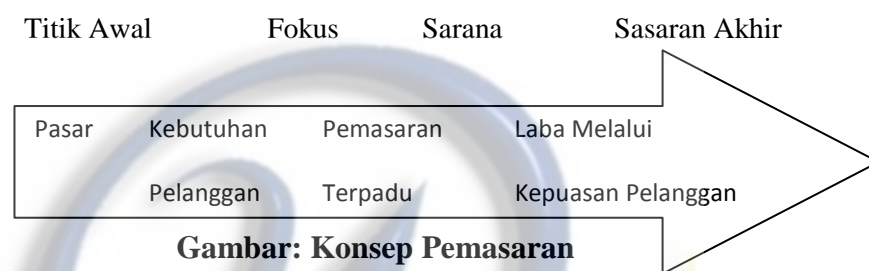 Titik Awal Fokus Sarana Sasaran Akhir
Pasar Kebutuhan Pemasaran Laba Melalui
Pelanggan Terpadu Kepuasan Pelanggan
Gambar: Konsep Pemasaran